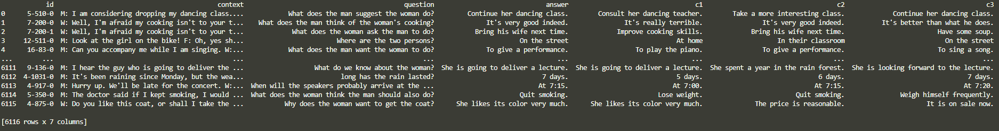 id context question answer c1 c2 c3
0 5-510-0 M: I am considering dropping my dancing class.... What does the man suggest the woman do? Continue her dancing class. Consult her dancing teacher. Take a more interesting class. Continue her dancing class.
1 7-200-0 W: Well, I'm afraid my cooking isn't to your t... What does the man think of the woman's cooking? It's very good indeed. It's really terrible. It's very good indeed. It's better than what he does.
2 7-200-1 W: Well, I'm afraid my cooking isn't to your t... What does the woman ask the man to do? Bring his wife next time. Improve cooking skills. Bring his wife next time. Have some soup.
3 12-511-0 M: Look at the girl on the bike! F: Oh, yes sh... Where are the two persons? On the street At home In their classroom On the street
4 16-83-0 M: Can you accompany me while I am singing. W:... What does the man want the woman to do? To give a performance. To play the piano. To give a performance. To sing a song.
... ... ... ... ... ... ... ...
6111 9-136-0 M: I hear the guy who is going to deliver the ... What do we know about the woman? She is going to deliver a lecture. She is going to deliver a lecture. She spent a year in the rain forest. She is looking forward to the lecture.
6112 4-1031-0 M: It's been raining since Monday, but the wea... long has the rain lasted? 7 days. 5 days. 6 days. 7 days.
6113 4-917-0 M: Hurry up. We'll be late for the concert. W:... When will the speakers probably arrive at the ... At 7:15. At 7:00. At 7:15. At 7:20.
6114 5-350-0 M: The doctor said if I kept smoking, I would ... What does the woman think the man should also do? Quit smoking. Lose weight. Quit smoking. Weigh himself frequently.
6115 4-875-0 W: Do you like this coat, or shall I take the ... Why does the woman want to get the coat? She likes its color very much. She likes its color very much. The price is reasonable. It is on sale now.
[6116 rows x 7 columns]